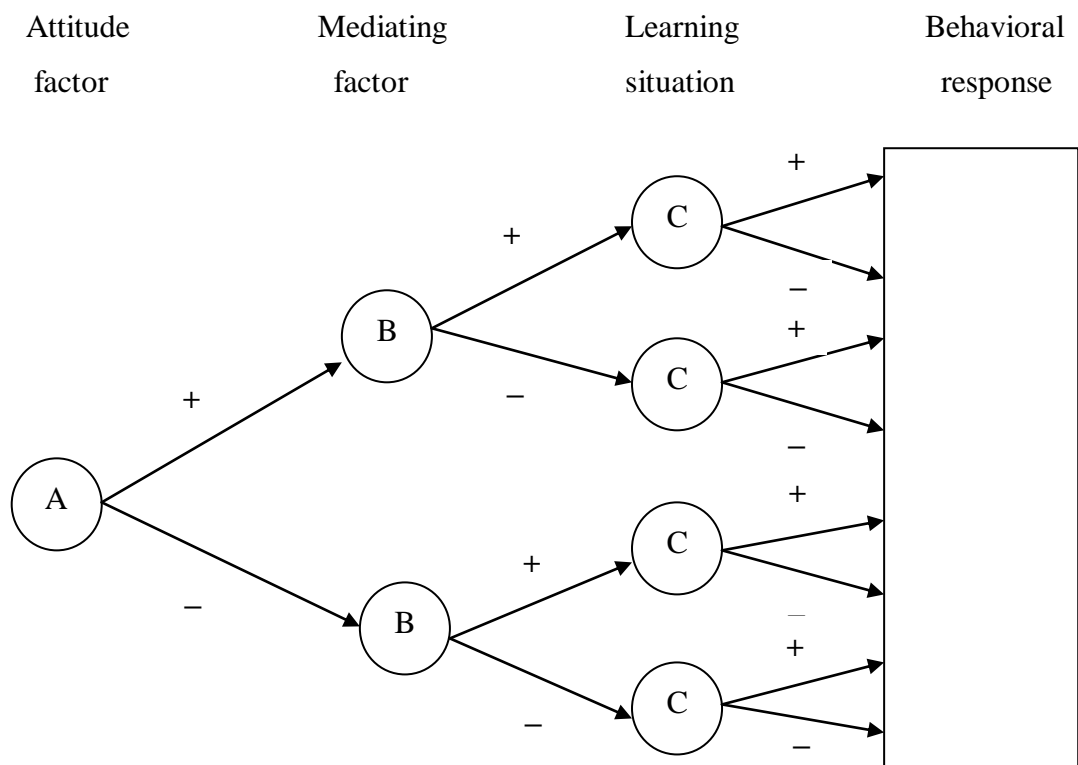 Attitude Mediating Learning Behavioral
factor factor situation response
+
C
+
−
B
+
C
+
−
−
A
+
C
−
+
−
B
+
C
−
−